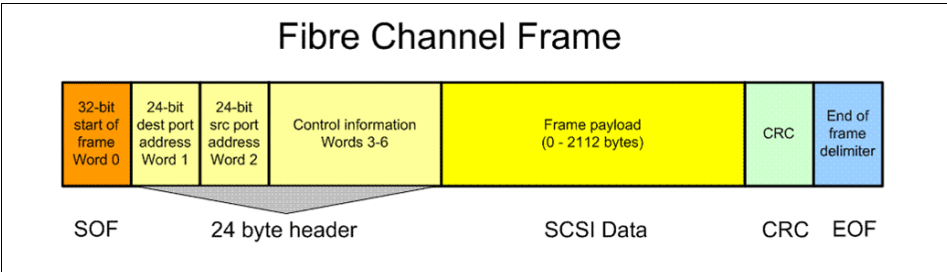 Fibre Channel Frame
32-bit
start of
frame
Word 0
24-bit
dest port
address
Word 1
24-bit
src port
address
Word 2
Control information
Words 3-6
Frame payload
(0 - 2112 bytes)
CRC
End of
frame
delimiter
SOF
24 byte header
SCSI Data
CRC
EOF